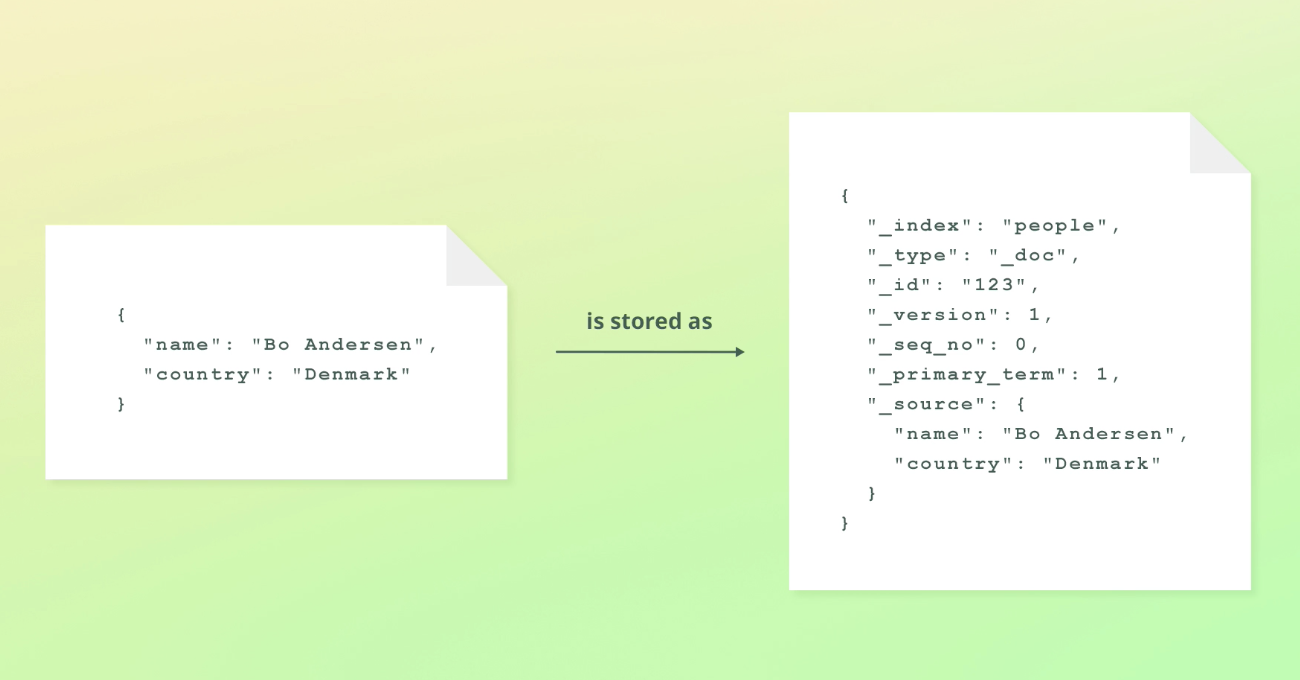 {
  "name": "Bo Andersen",
  "country": "Denmark"
}
is stored as
{
  "_index": "people",
  "_type": "_doc",
  "_id": "123",
  "_version": 1,
  "_seq_no": 0,
  "_primary_term": 1,
  "_source": {
    "name": "Bo Andersen",
    "country": "Denmark"
  }
}